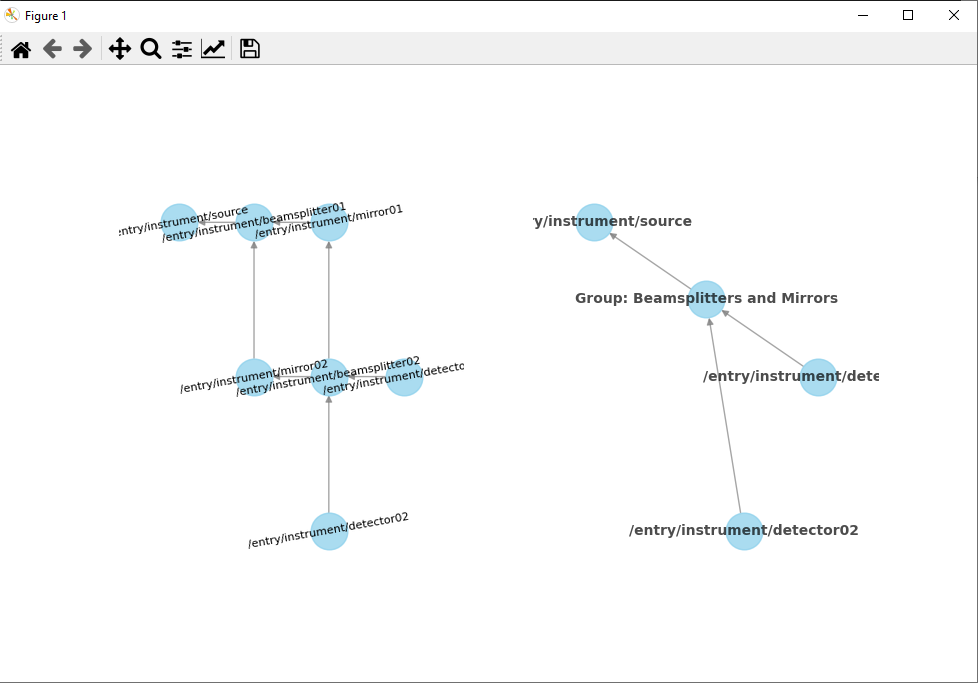 Figure 1
entry/instrument/source
/entry/instrument/beamsplitter01
/entry/instrument/mirror01
/entry/instrument/mirror02
/entry/instrument/beamsplitter02
/entry/instrument/detecto
/entry/instrument/detector02
ry/instrument/source
Group: Beamsplitters and Mirrors
/entry/instrument/dete
/entry/instrument/detector02